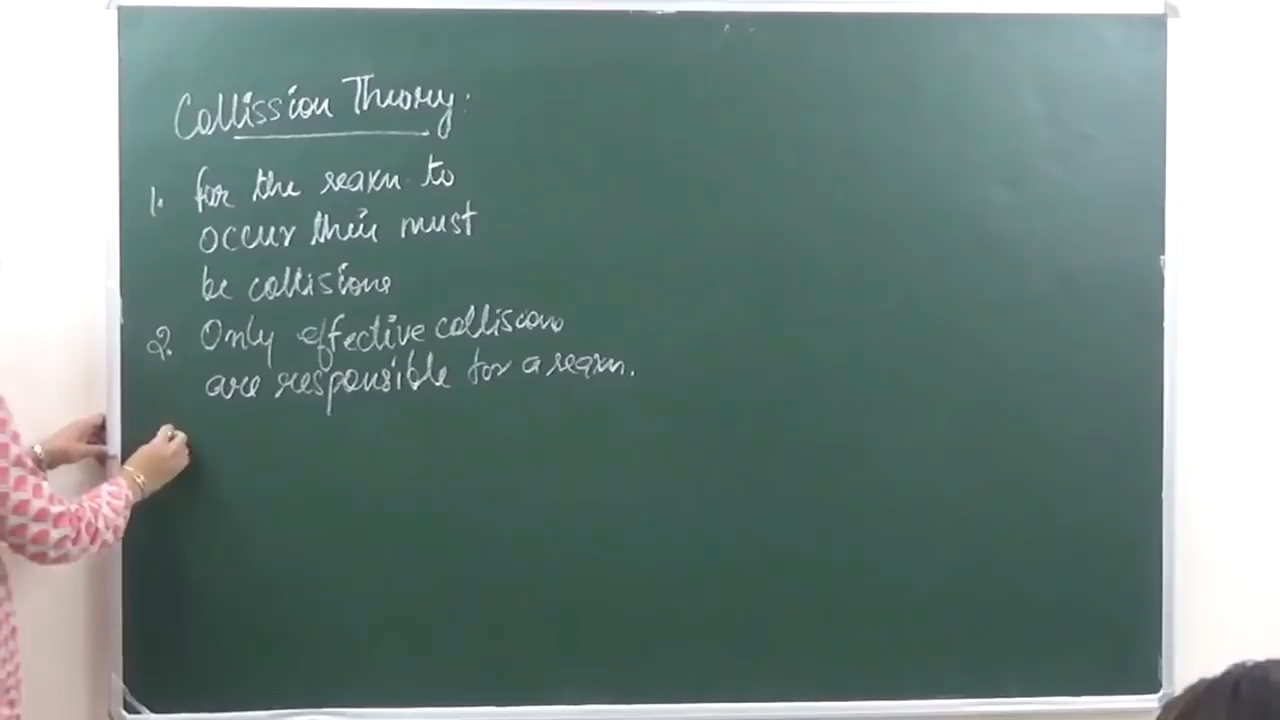 Collission Theory:
1. for the reaxn to
occur their must
be collisions
2. Only effective collisions
are responsible for a reaxn.